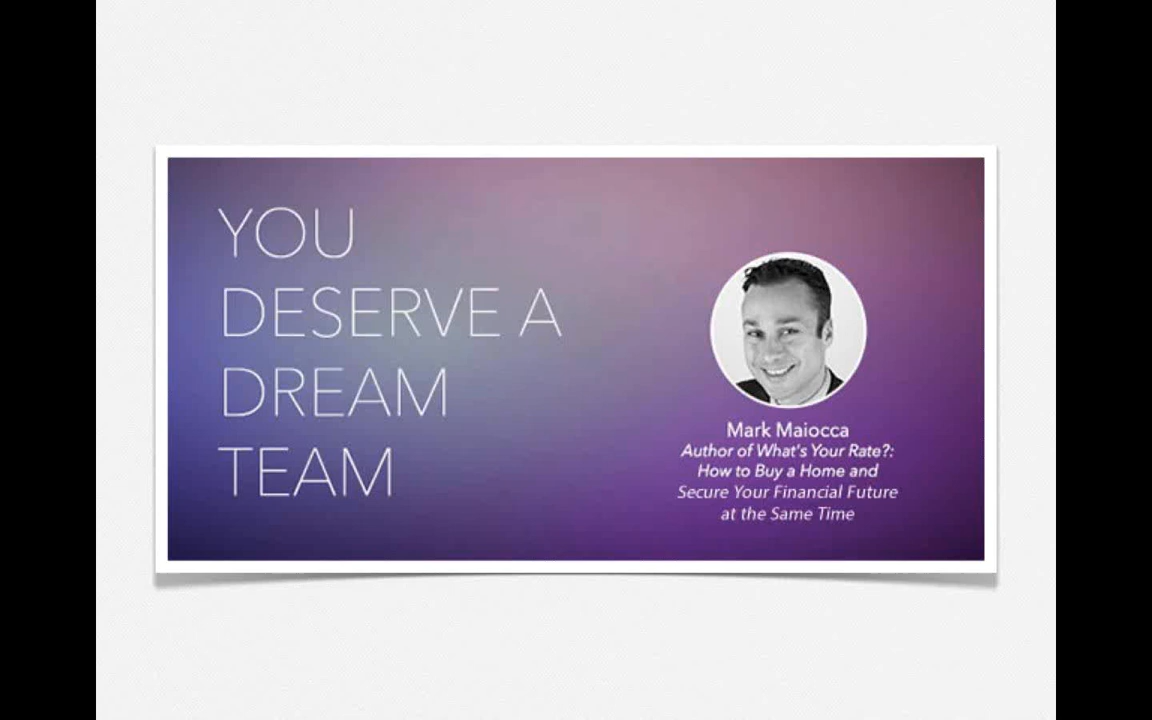 YOU
DESERVE A
DREAM
TEAM
Mark Maiocca
Author of What's Your Rate?:
How to Buy a Home and
Secure Your Financial Future
at the Same Time